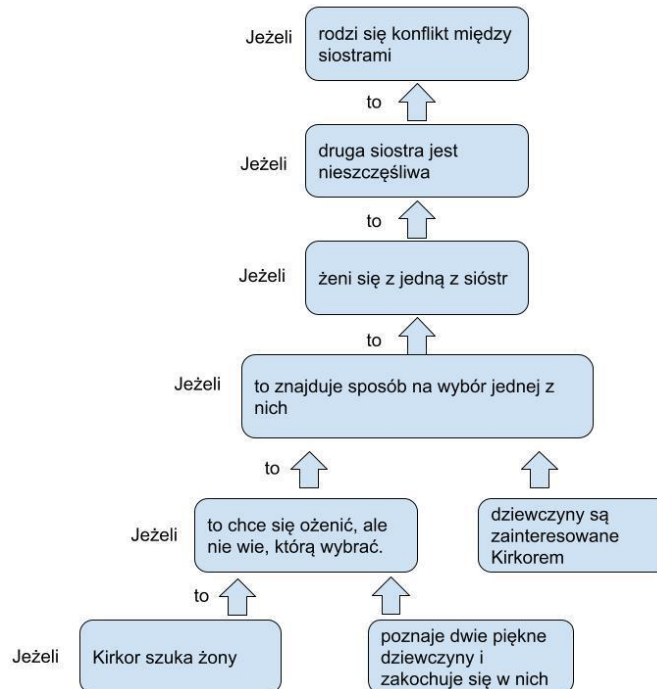 Jeżeli
rodzi się konflikt między
siostrami
to
Jeżeli
druga siostra jest
nieszczęśliwa
to
Jeżeli
żeni się z jedną z sióstr
to
Jeżeli
to znajduje sposób na wybór jednej z
nich
to
Jeżeli
to chce się ożenić, ale
nie wie, którą wybrać.
dziewczyny są
zainteresowane
Kirkorem
to
Jeżeli
Kirkor szuka żony
poznaje dwie piękne
dziewczyny i
zakochuje się w nich